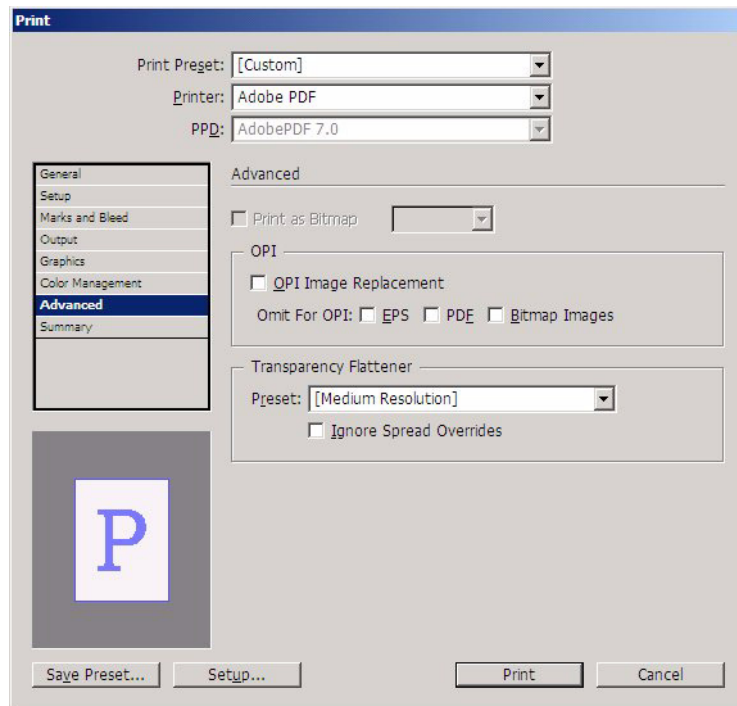 Print
Print Preset: [Custom]
Printer: Adobe PDF
PPD: AdobePDF 7.0
General
Setup
Marks and Bleed
Output
Graphics
Color Management
Advanced
Summary
Advanced
Print as Bitmap
OPI
OPI Image Replacement
Omit For OPI: EPS PDF Bitmap Images
Transparency Flattener
Preset: [Medium Resolution]
Ignore Spread Overrides
P
Save Preset... Setup... Print Cancel